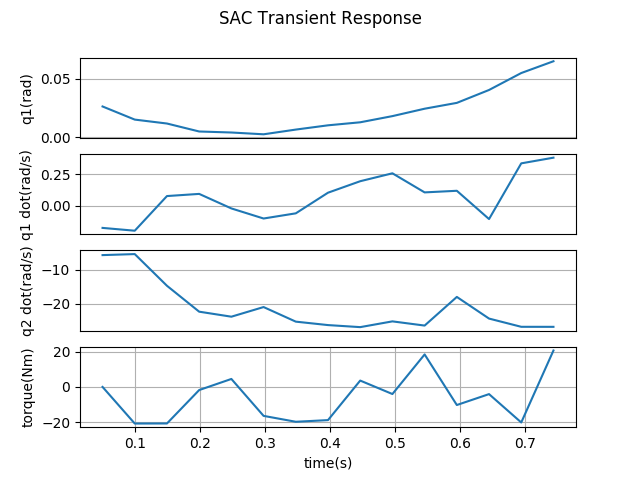 SAC Transient Response
0.05
0.00
q1(rad)
0.25
0.00
q1 dot(rad/s)
−10
−20
q2 dot(rad/s)
20
0
−20
torque(Nm)
0.1 0.2 0.3 0.4 0.5 0.6 0.7
time(s)